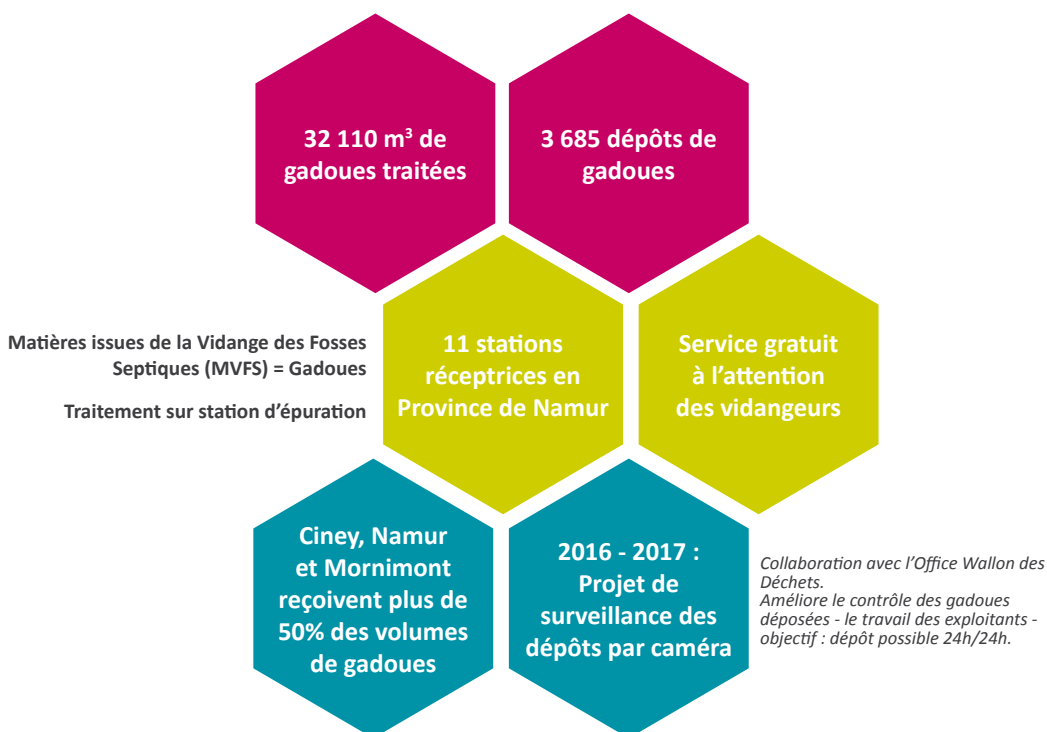 32 110 m³ de
gadoues traitées
3 685 dépôts de
gadoues
Matières issues de la Vidange des Fosses
Septiques (MVFS) = Gadoues
Traitement sur station d’épuration
11 stations
réceptrices en
Province de Namur
Service gratuit
à l’attention
des vidangeurs
Ciney, Namur
et Mornimont
reçoivent plus de
50% des volumes
de gadoues
2016 - 2017 :
Projet de
surveillance des
dépôts par caméra
Collaboration avec l’Office Wallon des
Déchets.
Améliore le contrôle des gadoues
déposées - le travail des exploitants -
objectif : dépôt possible 24h/24h.